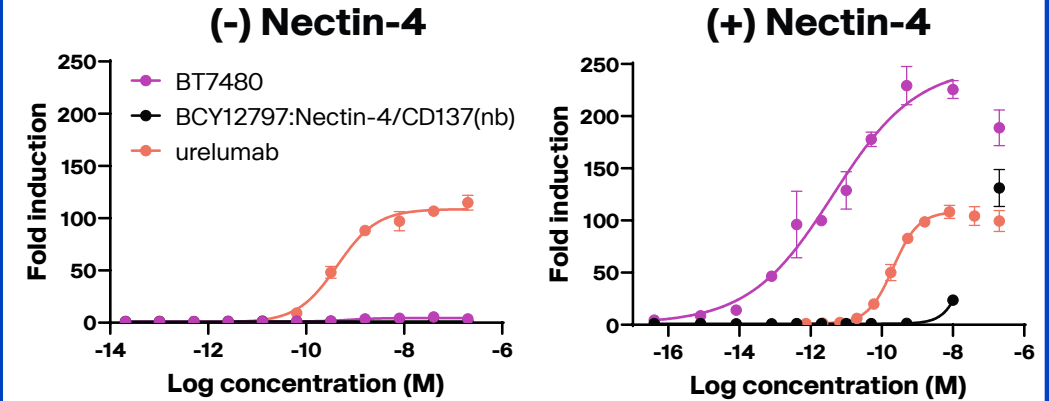 (-) Nectin-4
(+) Nectin-4
Fold induction
250
200
150
100
50
0
BT7480
BCY12797:Nectin-4/CD137(nb)
urelumab
-14
-12
-10
-8
-6
Log concentration (M)
Fold induction
250
200
150
100
50
0
-16
-14
-12
-10
-8
-6
Log concentration (M)